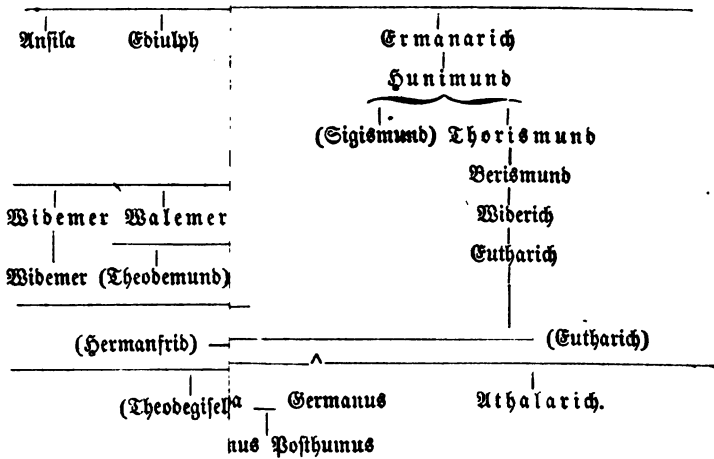 Anſila Ediulph Ermanarich
Hunimund
(Sigismund) Thorismund
Berismund
Widemer Walemer Widerich
Eutharich
Widemer (Theodemund)
(Hermanfrid) (Eutharich)
(Theodegiſel a Germanus Athalarich.
nus Poſthumus